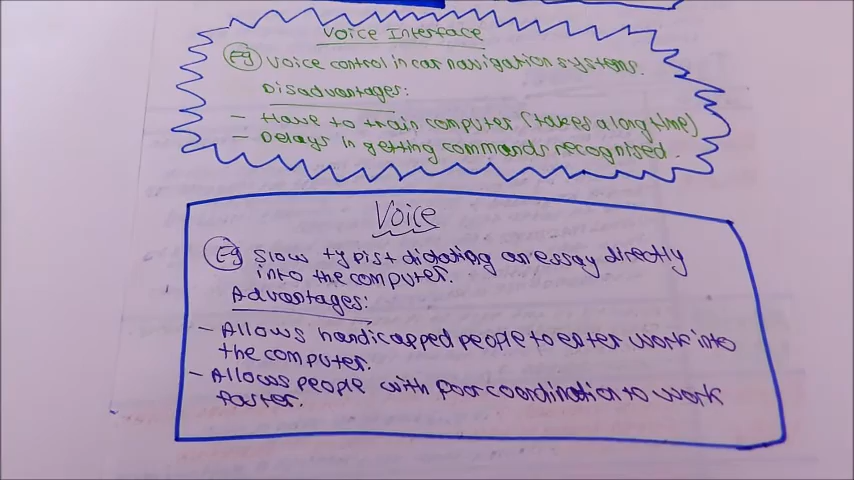 Voice Interface
Eg Voice control in car navigation systems.
Disadvantages:
- Have to train computer (takes a long time)
- Delays in getting commands recognised.
Voice
Eg Slow typist dictating an essay directly
into the computer.
Advantages:
- Allows handicapped people to enter work into
the computer.
- Allows people with poor coordination to work
faster.